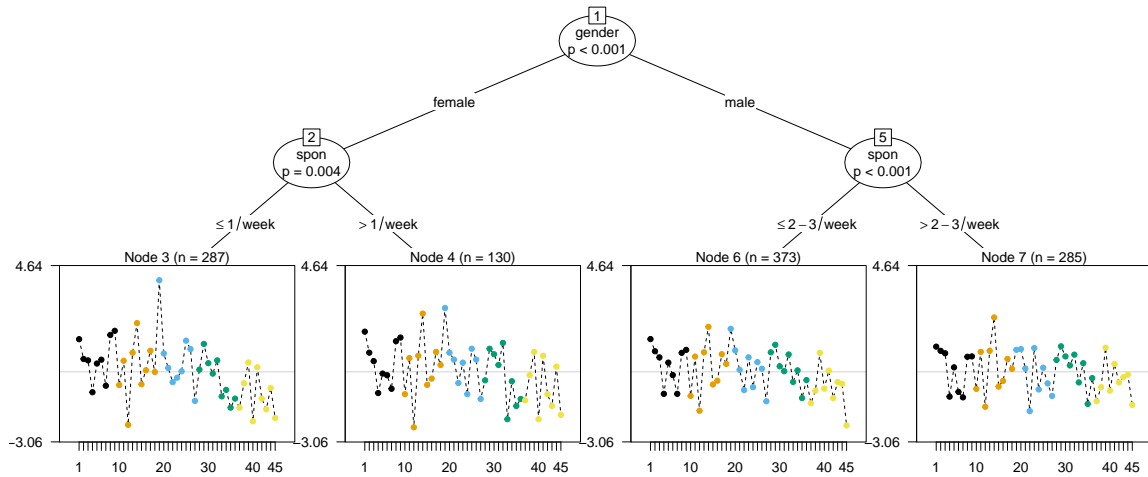 1
gender
p < 0.001
female
male
2
spon
p = 0.004
5
spon
p < 0.001
≤ 1/week
> 1/week
≤ 2 − 3/week
> 2 − 3/week
Node 3 (n = 287)
Node 4 (n = 130)
Node 6 (n = 373)
Node 7 (n = 285)
4.64
4.64
4.64
4.64
−3.06
−3.06
−3.06
−3.06
1 10 20 30 40 45
1 10 20 30 40 45
1 10 20 30 40 45
1 10 20 30 40 45